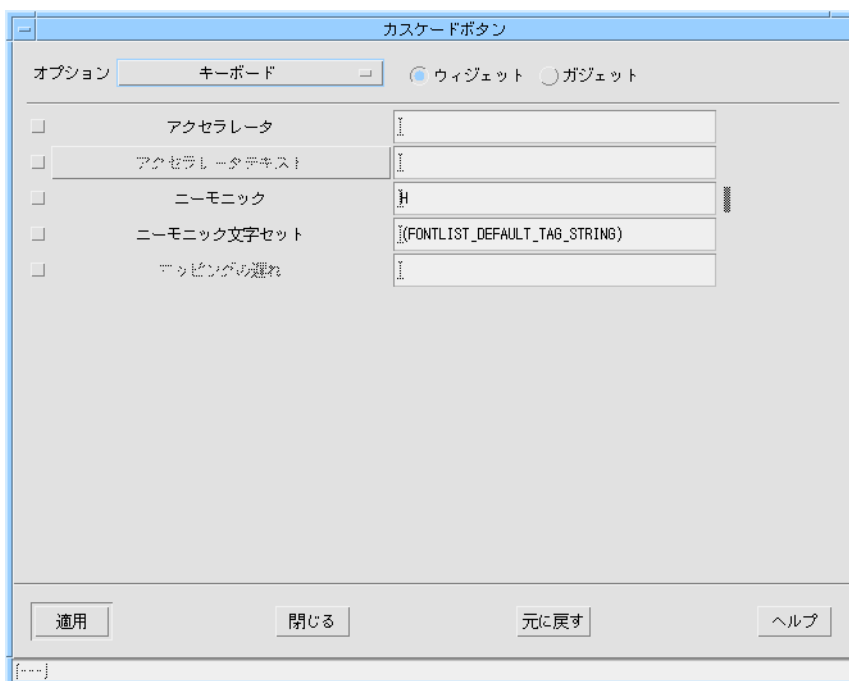 カスケードボタン
オプション キーボード ウィジェット ガジェット
アクセラレータ
アクセラレータテキスト
ニーモニック H
ニーモニック文字セット (FONTLIST_DEFAULT_TAG_STRING)
マッピングの遅れ
適用 閉じる 元に戻す ヘルプ
[---]